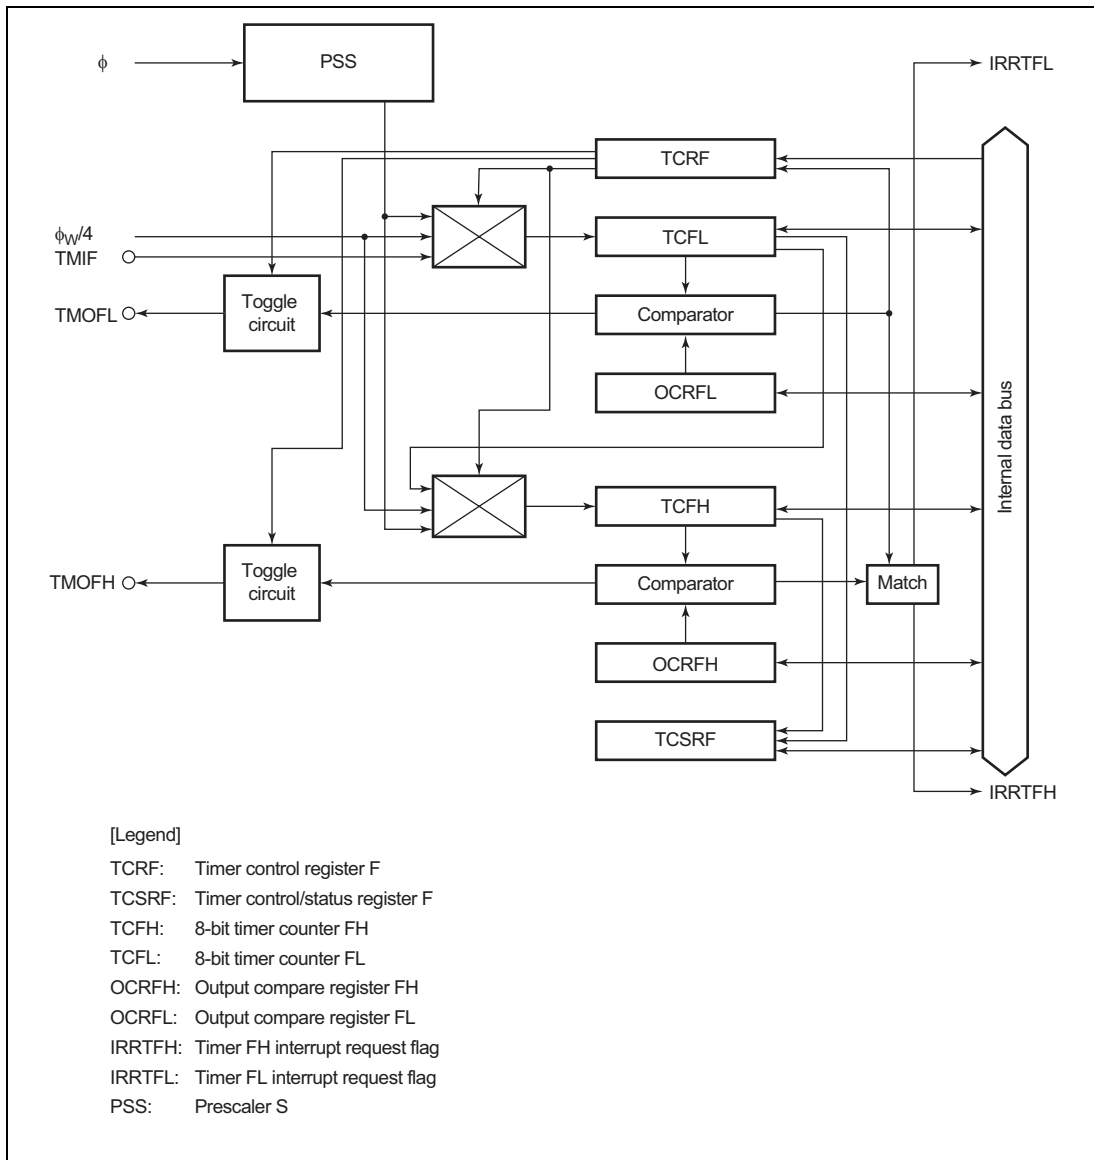 ϕ
PSS
IRRTFL
TCRF
ϕW/4
TMIF
TCFL
TMOFL
Toggle
circuit
Comparator
OCRFL
Internal data bus
TCFH
TMOFH
Toggle
circuit
Comparator
Match
OCRFH
TCSRF
IRRTFH
[Legend]
TCRF: Timer control register F
TCSRF: Timer control/status register F
TCFH: 8-bit timer counter FH
TCFL: 8-bit timer counter FL
OCRFH: Output compare register FH
OCRFL: Output compare register FL
IRRTFH: Timer FH interrupt request flag
IRRTFL: Timer FL interrupt request flag
PSS: Prescaler S